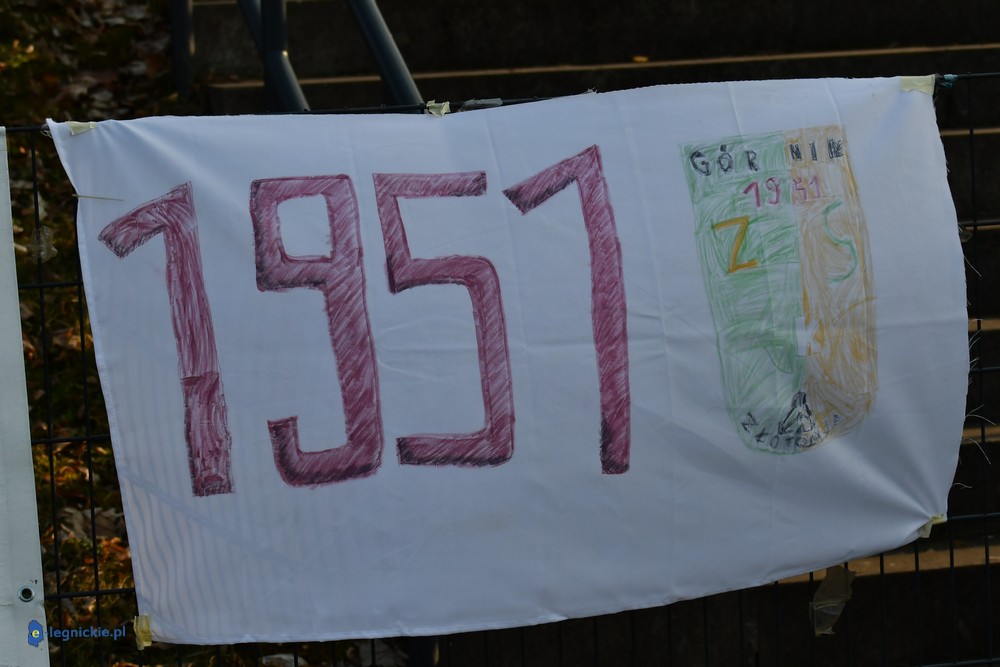 1951
GÓRNIK
1951
Z S
ZŁOTORYJA
e-legnickie.pl